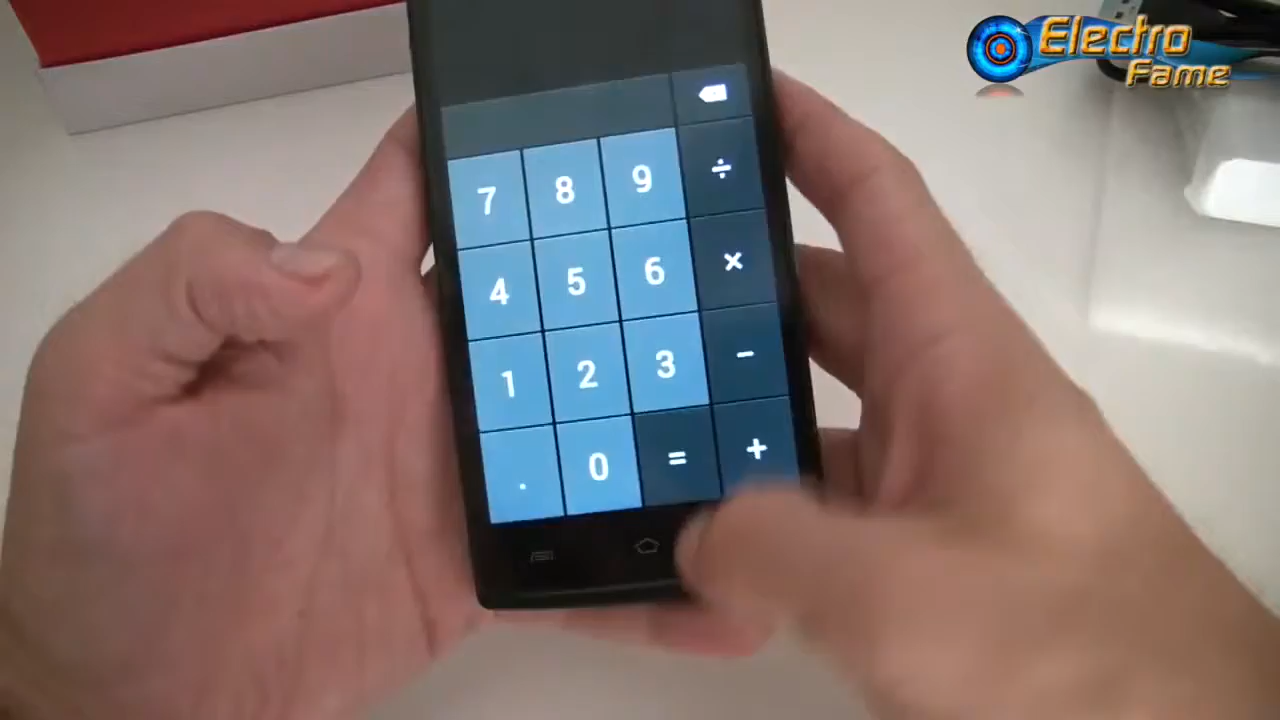 Electro
Fame
7 8 9 ÷
4 5 6 ×
1 2 3 −
. 0 = +